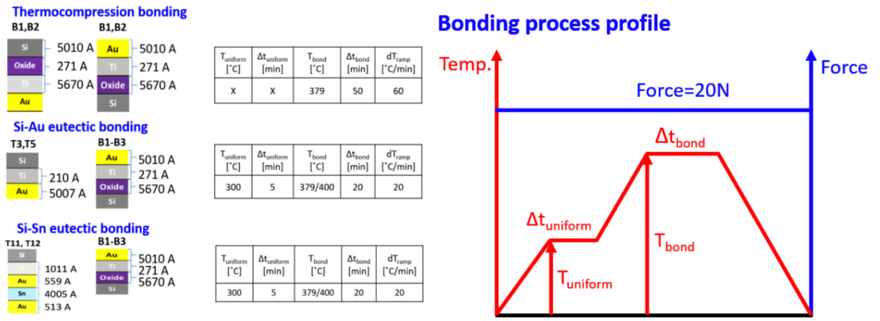 Thermocompression bonding
B1,B2
B1,B2
Si
Oxide
Ti
Au
5010 A
271 A
5670 A
Au
Ti
Oxide
Si
5010 A
271 A
5670 A
Tuniform [˚C] Δtuniform [min] Tbond [˚C] Δtbond [min] dTramp [˚C/min]
X X 379 50 60
Si-Au eutectic bonding
T3,T5
B1-B3
Si
Ti
Au
210 A
5007 A
Au
Ti
Oxide
Si
5010 A
271 A
5670 A
Tuniform [˚C] Δtuniform [min] Tbond [˚C] Δtbond [min] dTramp [˚C/min]
300 5 379/400 20 20
Si-Sn eutectic bonding
T11, T12
B1-B3
Si
Ti
Au
Sn
Au
1011 A
559 A
4005 A
513 A
Au
Ti
Oxide
Si
5010 A
271 A
5670 A
Tuniform [˚C] Δtuniform [min] Tbond [˚C] Δtbond [min] dTramp [˚C/min]
300 5 379/400 20 20
Bonding process profile
Temp.
Force
Force=20N
Δtbond
Δtuniform
Tbond
Tuniform